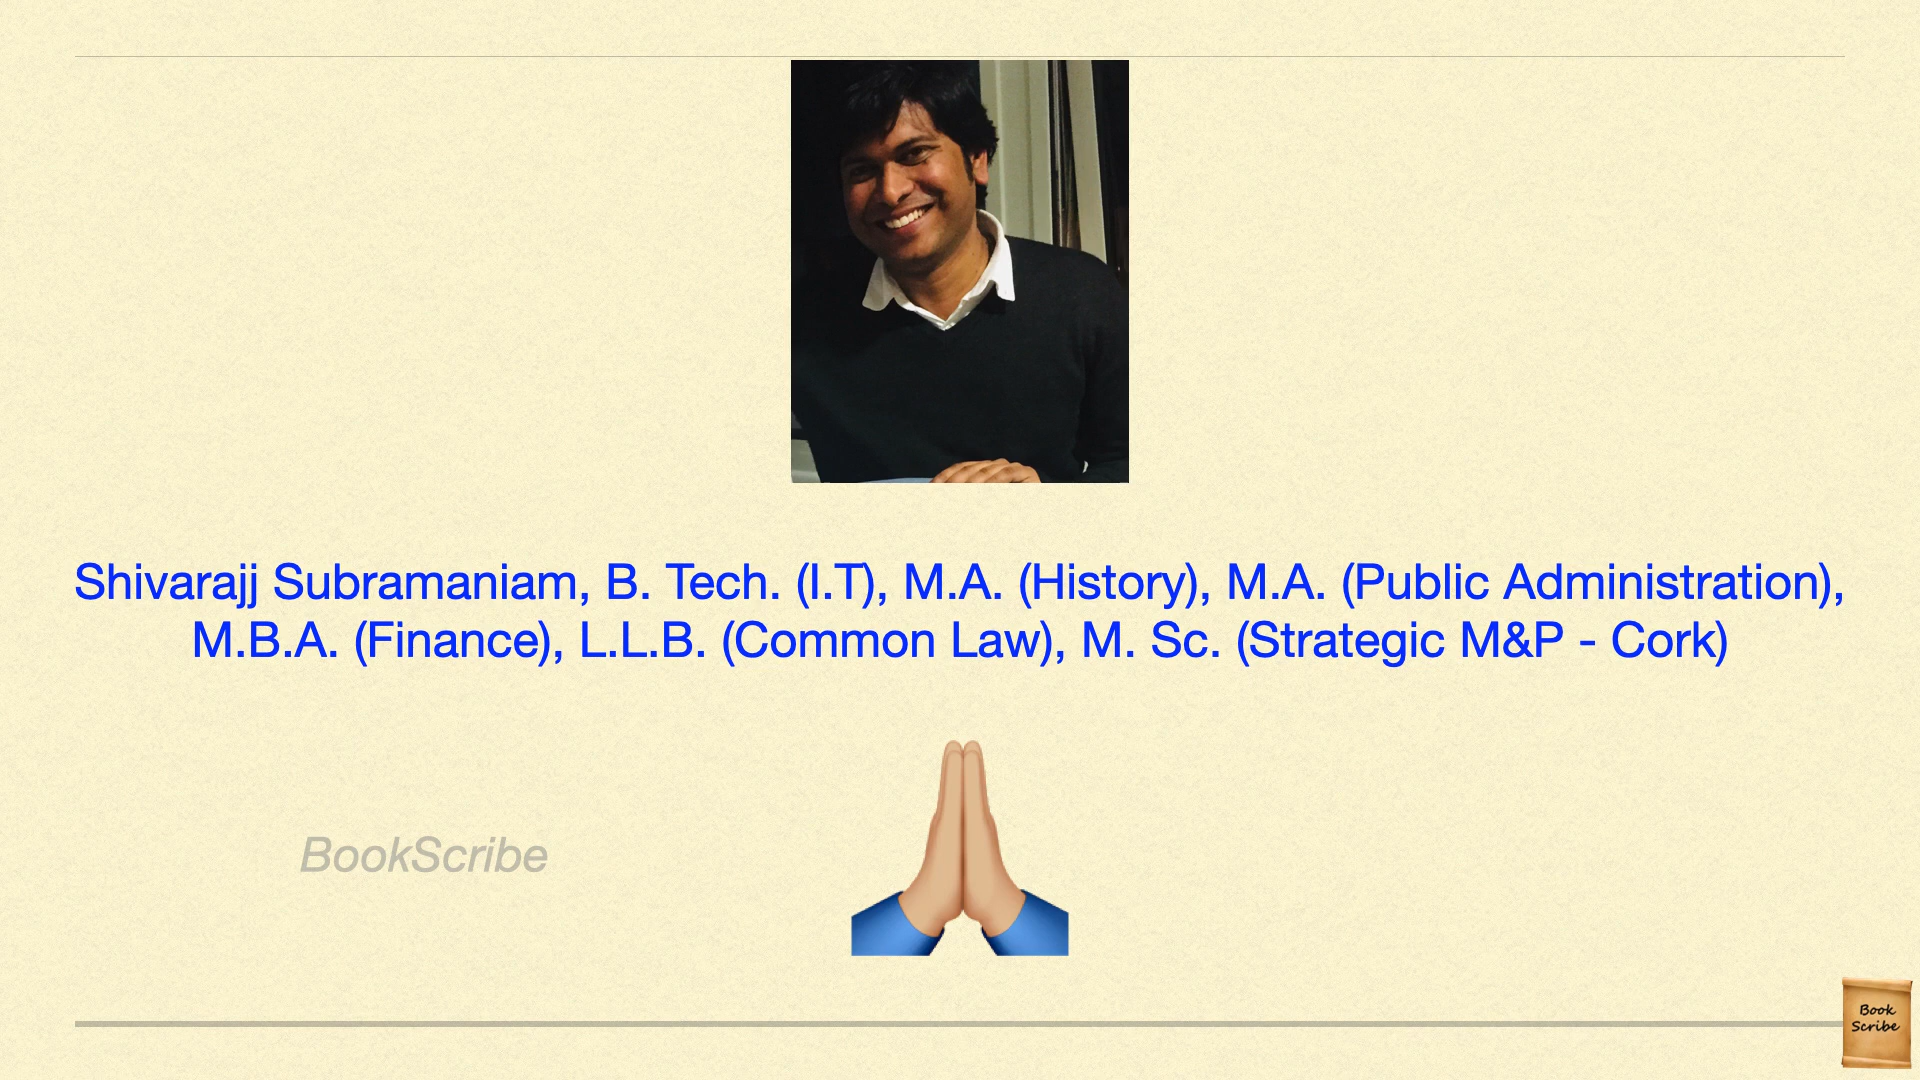 Shivarajj Subramaniam, B. Tech. (I.T), M.A. (History), M.A. (Public Administration),
M.B.A. (Finance), L.L.B. (Common Law), M. Sc. (Strategic M&P - Cork)
BookScribe
Book
Scribe